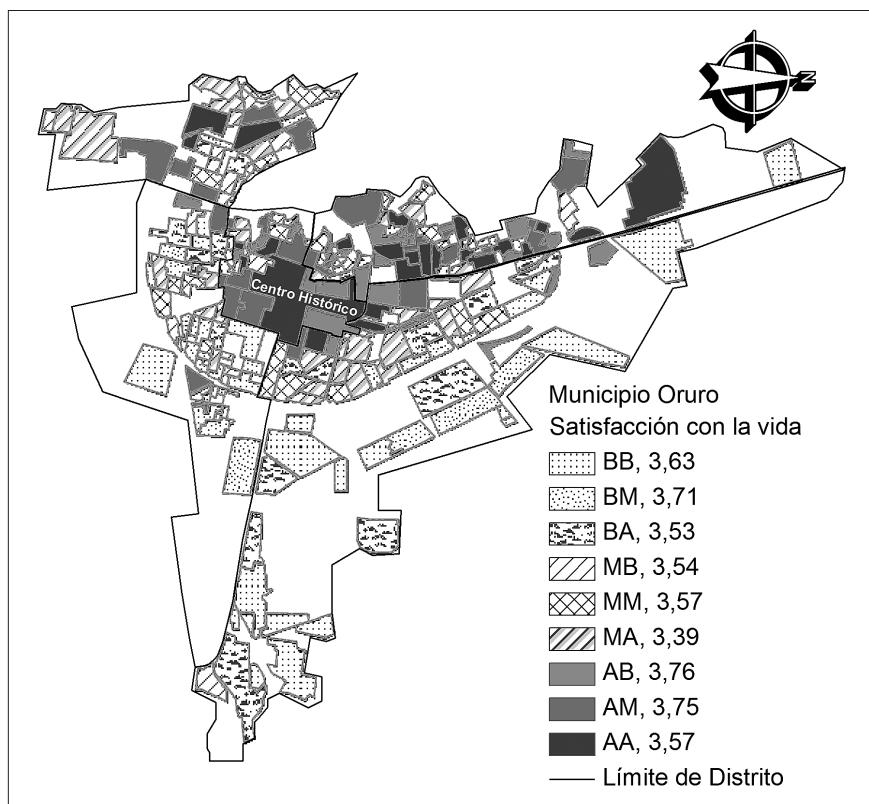 N
Centro Histórico
Municipio Oruro
Satisfacción con la vida
BB, 3,63
BM, 3,71
BA, 3,53
MB, 3,54
MM, 3,57
MA, 3,39
AB, 3,76
AM, 3,75
AA, 3,57
Límite de Distrito